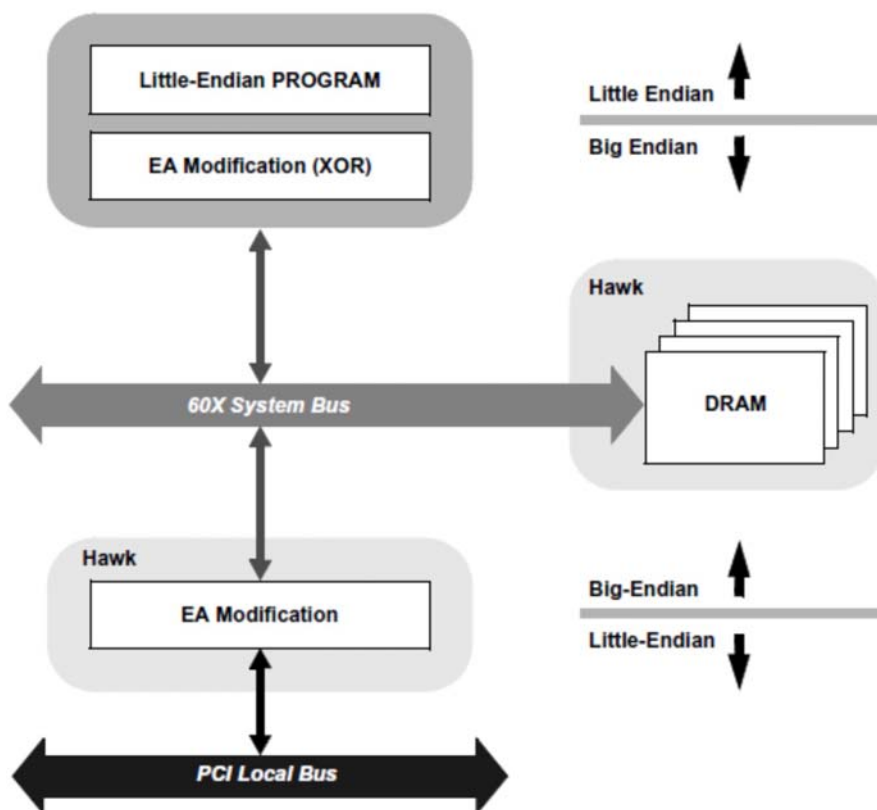 Little-Endian PROGRAM
EA Modification (XOR)
Little Endian
Big Endian
Hawk
DRAM
60X System Bus
Hawk
EA Modification
Big-Endian
Little-Endian
PCI Local Bus